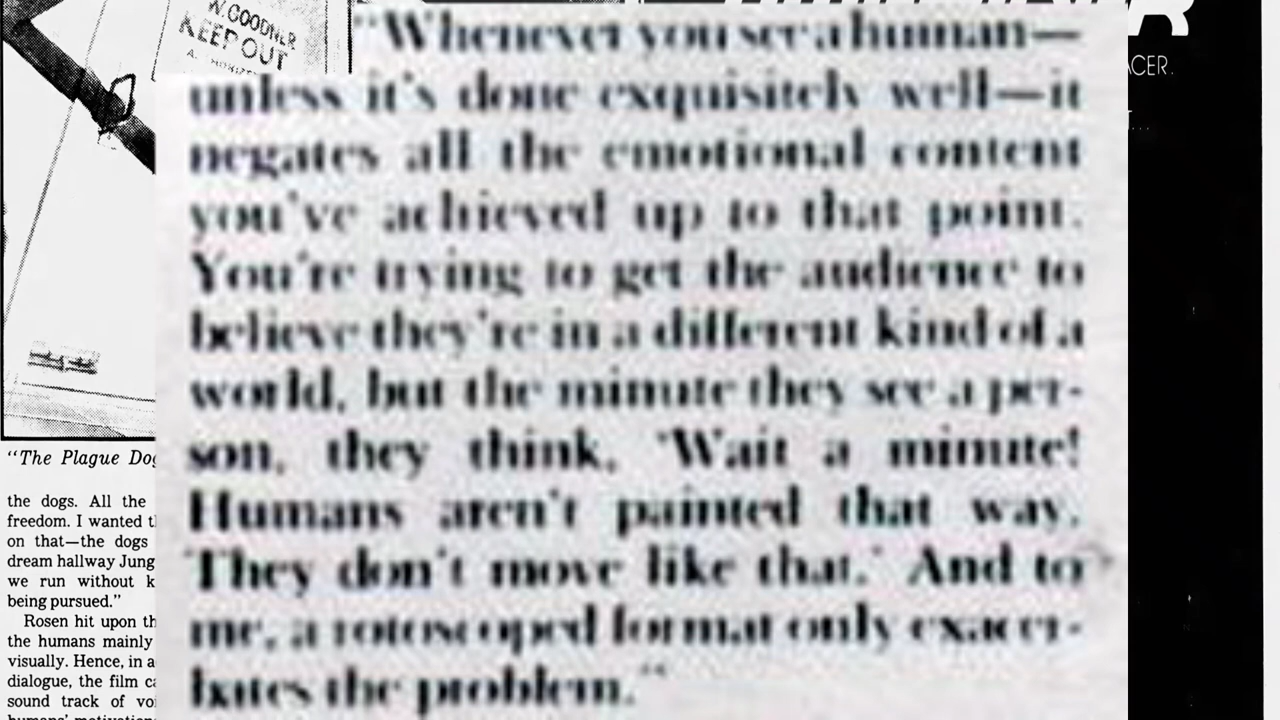 W GOODNER
KEEP OUT
"Whenever you see a human—
unless it's done exquisitely well—it
negates all the emotional content
you've achieved up to that point.
You're trying to get the audience to
believe they're in a different kind of a
world, but the minute they see a per-
son, they think, 'Wait a minute!
Humans aren't painted that way.
They don't move like that.' And to
me, a rotoscoped format only exacer-
bates the problem."
"The Plague Dog
the dogs. All the
freedom. I wanted t
on that—the dogs
dream hallway Jung
we run without k
being pursued."
Rosen hit upon th
the humans mainly
visually. Hence, in a
dialogue, the film ca
sound track of voi
humans' motivation
ACER.